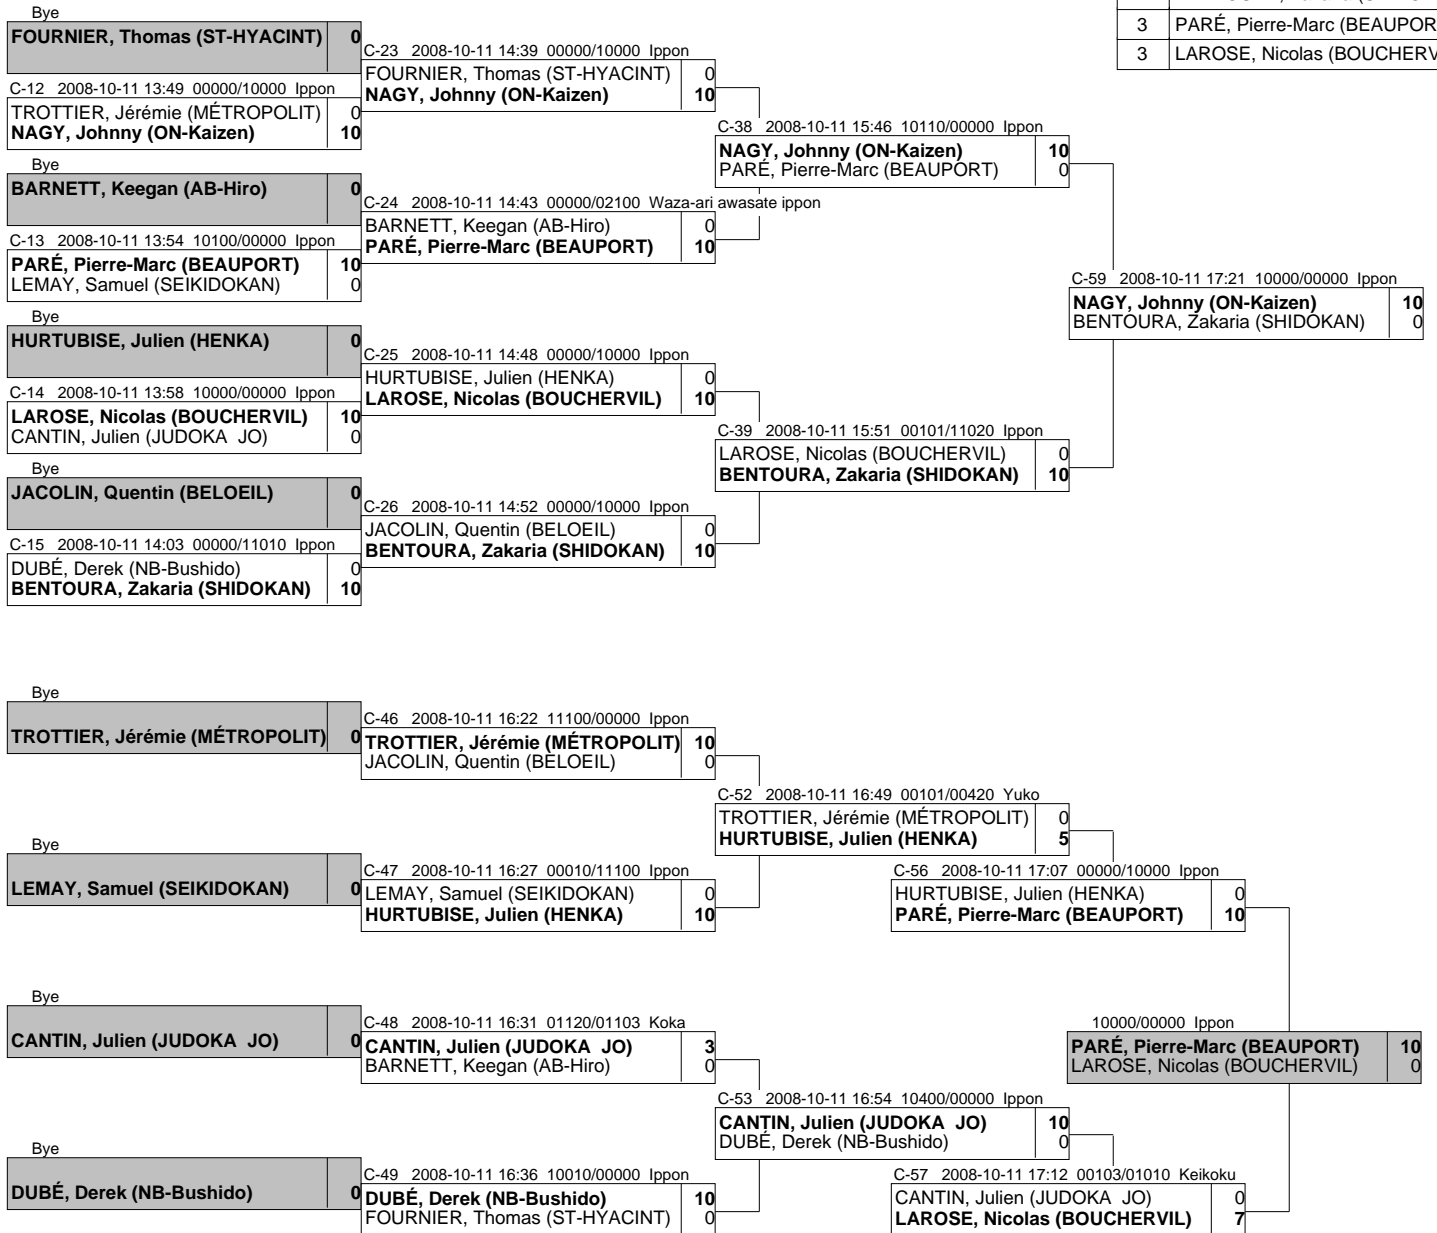 3 PARÉ, Pierre-Marc (BEAUPOR
3 LAROSE, Nicolas (BOUCHERV
Bye
FOURNIER, Thomas (ST-HYACINT) 0
C-12 2008-10-11 13:49 00000/10000 Ippon
TROTTIER, Jérémie (MÉTROPOLIT) 0
NAGY, Johnny (ON-Kaizen) 10
Bye
BARNETT, Keegan (AB-Hiro) 0
C-13 2008-10-11 13:54 10100/00000 Ippon
PARÉ, Pierre-Marc (BEAUPORT) 10
LEMAY, Samuel (SEIKIDOKAN) 0
Bye
HURTUBISE, Julien (HENKA) 0
C-14 2008-10-11 13:58 10000/00000 Ippon
LAROSE, Nicolas (BOUCHERVIL) 10
CANTIN, Julien (JUDOKA JO) 0
Bye
JACOLIN, Quentin (BELOEIL) 0
C-15 2008-10-11 14:03 00000/11010 Ippon
DUBÉ, Derek (NB-Bushido) 0
BENTOURA, Zakaria (SHIDOKAN) 10
C-23 2008-10-11 14:39 00000/10000 Ippon
FOURNIER, Thomas (ST-HYACINT) 0
NAGY, Johnny (ON-Kaizen) 10
C-24 2008-10-11 14:43 00000/02100 Waza-ari awasate ippon
BARNETT, Keegan (AB-Hiro) 0
PARÉ, Pierre-Marc (BEAUPORT) 10
C-25 2008-10-11 14:48 00000/10000 Ippon
HURTUBISE, Julien (HENKA) 0
LAROSE, Nicolas (BOUCHERVIL) 10
C-26 2008-10-11 14:52 00000/10000 Ippon
JACOLIN, Quentin (BELOEIL) 0
BENTOURA, Zakaria (SHIDOKAN) 10
C-38 2008-10-11 15:46 10110/00000 Ippon
NAGY, Johnny (ON-Kaizen) 10
PARÉ, Pierre-Marc (BEAUPORT) 0
C-39 2008-10-11 15:51 00101/11020 Ippon
LAROSE, Nicolas (BOUCHERVIL) 0
BENTOURA, Zakaria (SHIDOKAN) 10
C-59 2008-10-11 17:21 10000/00000 Ippon
NAGY, Johnny (ON-Kaizen) 10
BENTOURA, Zakaria (SHIDOKAN) 0
Bye
TROTTIER, Jérémie (MÉTROPOLIT) 0
Bye
LEMAY, Samuel (SEIKIDOKAN) 0
Bye
CANTIN, Julien (JUDOKA JO) 0
Bye
DUBÉ, Derek (NB-Bushido) 0
C-46 2008-10-11 16:22 11100/00000 Ippon
TROTTIER, Jérémie (MÉTROPOLIT) 10
JACOLIN, Quentin (BELOEIL) 0
C-47 2008-10-11 16:27 00010/11100 Ippon
LEMAY, Samuel (SEIKIDOKAN) 0
HURTUBISE, Julien (HENKA) 10
C-48 2008-10-11 16:31 01120/01103 Koka
CANTIN, Julien (JUDOKA JO) 3
BARNETT, Keegan (AB-Hiro) 0
C-49 2008-10-11 16:36 10010/00000 Ippon
DUBÉ, Derek (NB-Bushido) 10
FOURNIER, Thomas (ST-HYACINT) 0
C-52 2008-10-11 16:49 00101/00420 Yuko
TROTTIER, Jérémie (MÉTROPOLIT) 0
HURTUBISE, Julien (HENKA) 5
C-53 2008-10-11 16:54 10400/00000 Ippon
CANTIN, Julien (JUDOKA JO) 10
DUBÉ, Derek (NB-Bushido) 0
C-56 2008-10-11 17:07 00000/10000 Ippon
HURTUBISE, Julien (HENKA) 0
PARÉ, Pierre-Marc (BEAUPORT) 10
C-57 2008-10-11 17:12 00103/01010 Keikoku
CANTIN, Julien (JUDOKA JO) 0
LAROSE, Nicolas (BOUCHERVIL) 7
10000/00000 Ippon
PARÉ, Pierre-Marc (BEAUPORT) 10
LAROSE, Nicolas (BOUCHERVIL) 0